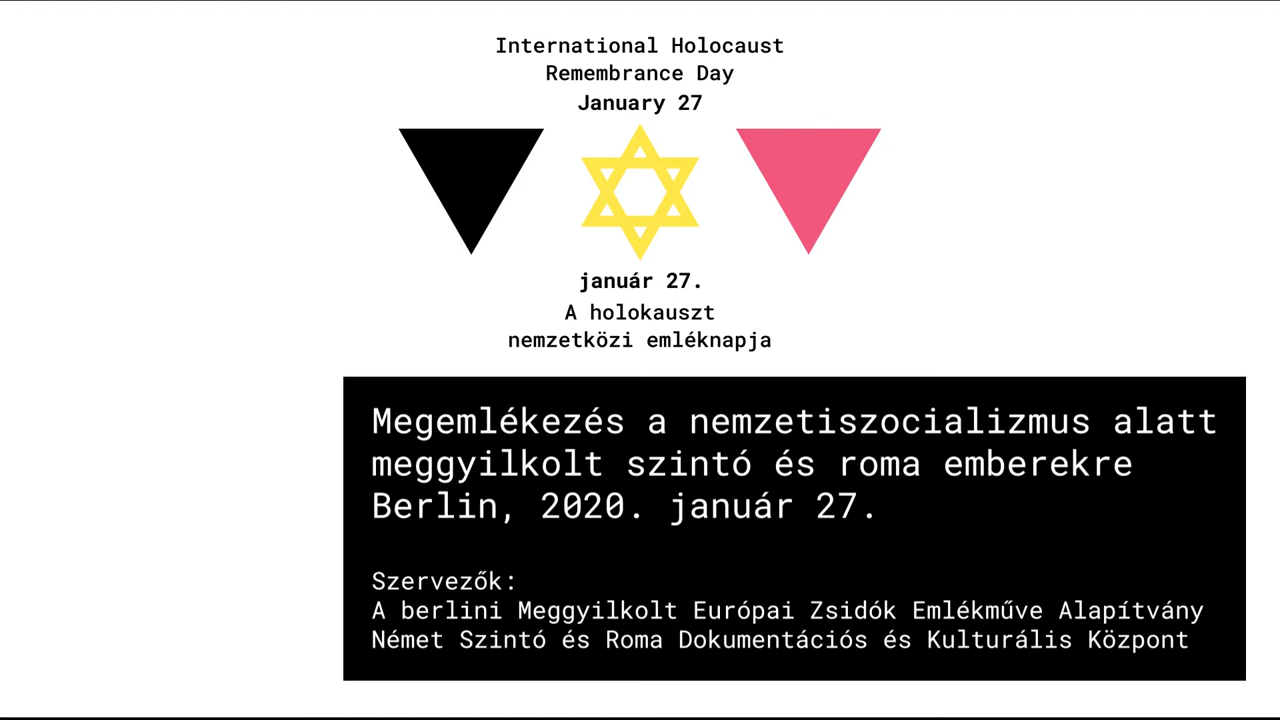 International Holocaust
Remembrance Day
January 27
január 27.
A holokauszt
nemzetközi emléknapja
Megemlékezés a nemzetiszocializmus alatt
meggyilkolt szintó és roma emberekre
Berlin, 2020. január 27.
Szervezők:
A berlini Meggyilkolt Európai Zsidók Emlékműve Alapítvány
Német Szintó és Roma Dokumentációs és Kulturális Központ